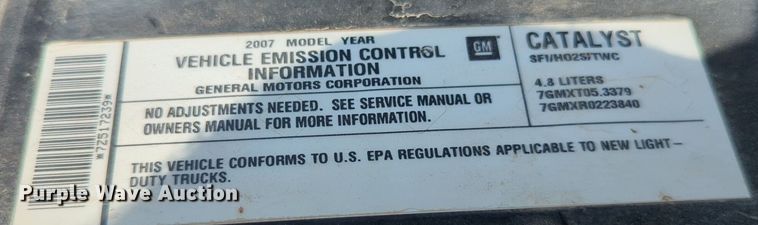 2007 MODEL YEAR
VEHICLE EMISSION CONTROL
INFORMATION
GENERAL MOTORS CORPORATION
GM
CATALYST
SFI/HO2S/TWC
4.8 LITERS
7GMXT05.3379
7GMXR0223840
NO ADJUSTMENTS NEEDED. SEE SERVICE MANUAL OR
OWNERS MANUAL FOR MORE INFORMATION.
THIS VEHICLE CONFORMS TO U.S. EPA REGULATIONS APPLICABLE TO NEW LIGHT-
DUTY TRUCKS.
*7Z517239*
Purple Wave Auction